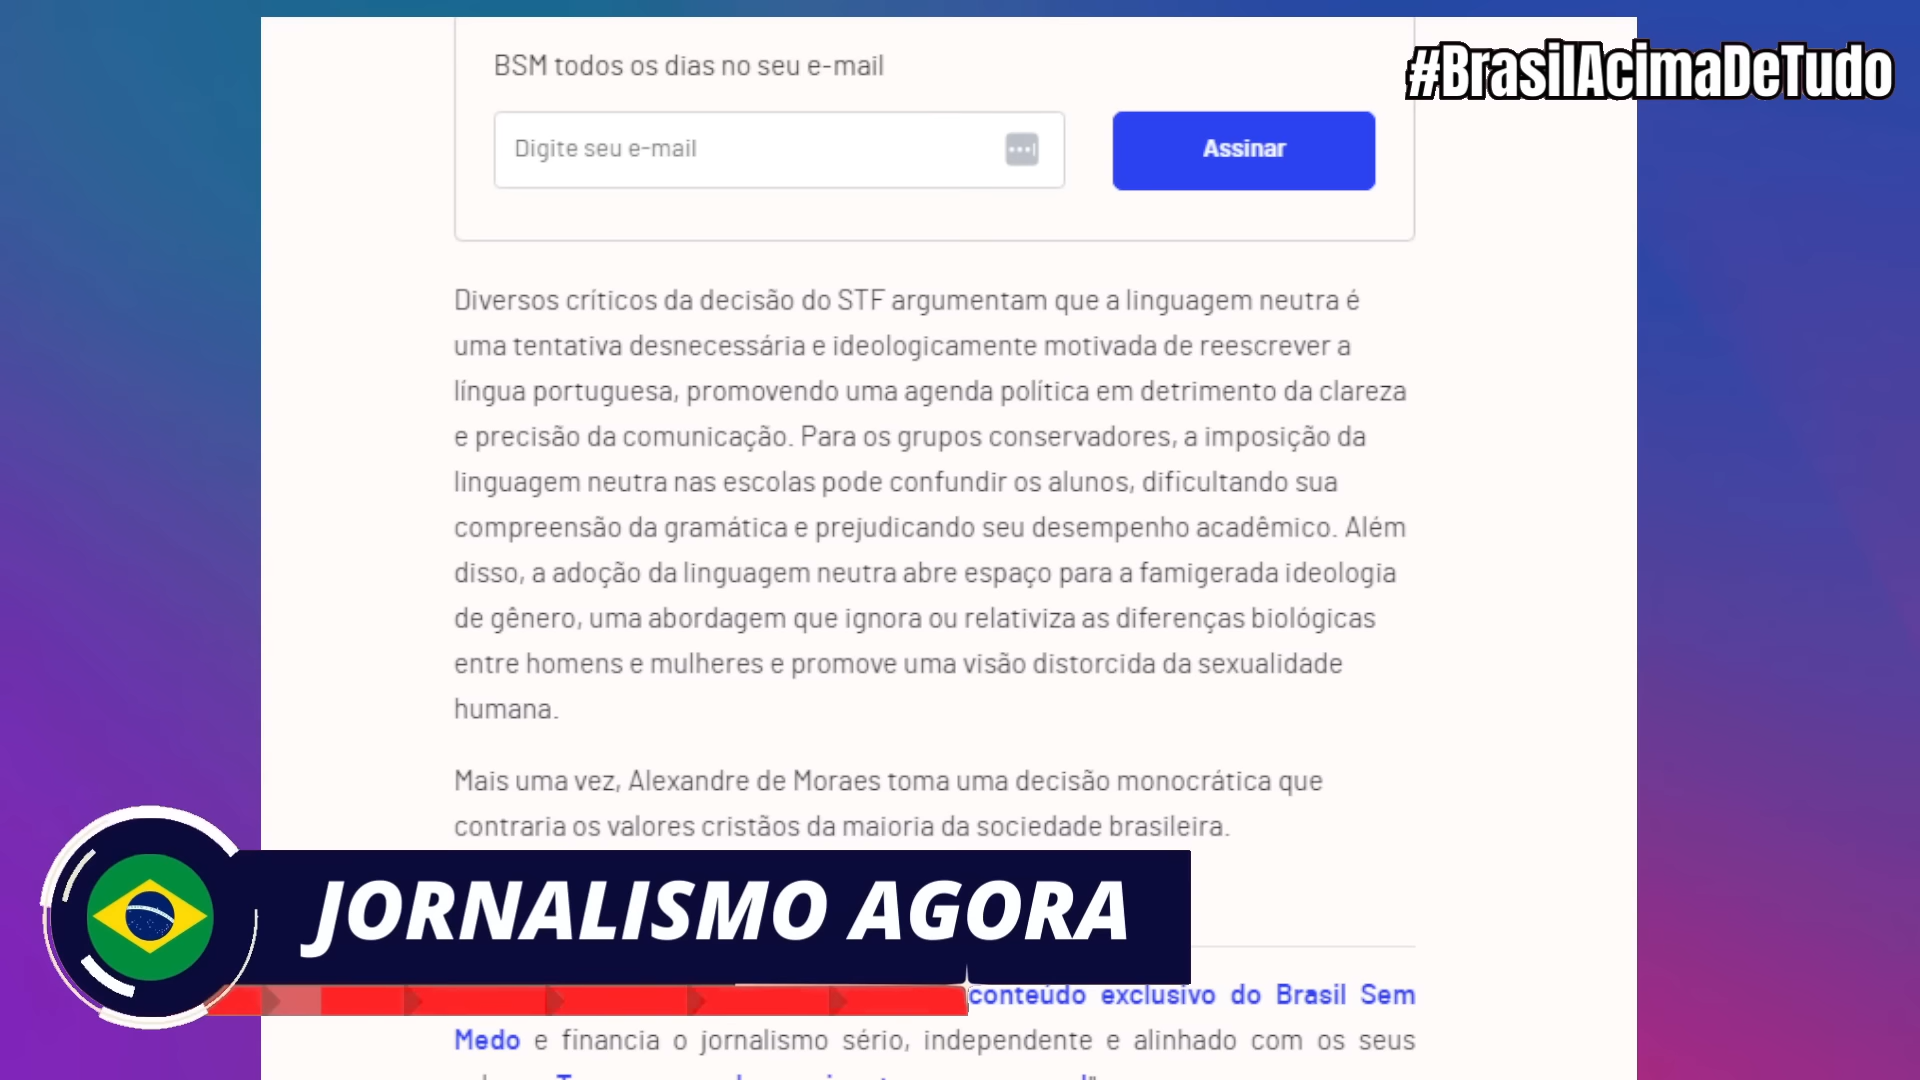 #BrasilAcimaDeTudo
BSM todos os dias no seu e-mail
Digite seu e-mail
Assinar
Diversos críticos da decisão do STF argumentam que a linguagem neutra é
uma tentativa desnecessária e ideologicamente motivada de reescrever a
língua portuguesa, promovendo uma agenda política em detrimento da clareza
e precisão da comunicação. Para os grupos conservadores, a imposição da
linguagem neutra nas escolas pode confundir os alunos, dificultando sua
compreensão da gramática e prejudicando seu desempenho acadêmico. Além
disso, a adoção da linguagem neutra abre espaço para a famigerada ideologia
de gênero, uma abordagem que ignora ou relativiza as diferenças biológicas
entre homens e mulheres e promove uma visão distorcida da sexualidade
humana.
Mais uma vez, Alexandre de Moraes toma uma decisão monocrática que
contraria os valores cristãos da maioria da sociedade brasileira.
JORNALISMO AGORA
conteúdo exclusivo do Brasil Sem
Medo e financia o jornalismo sério, independente e alinhado com os seus